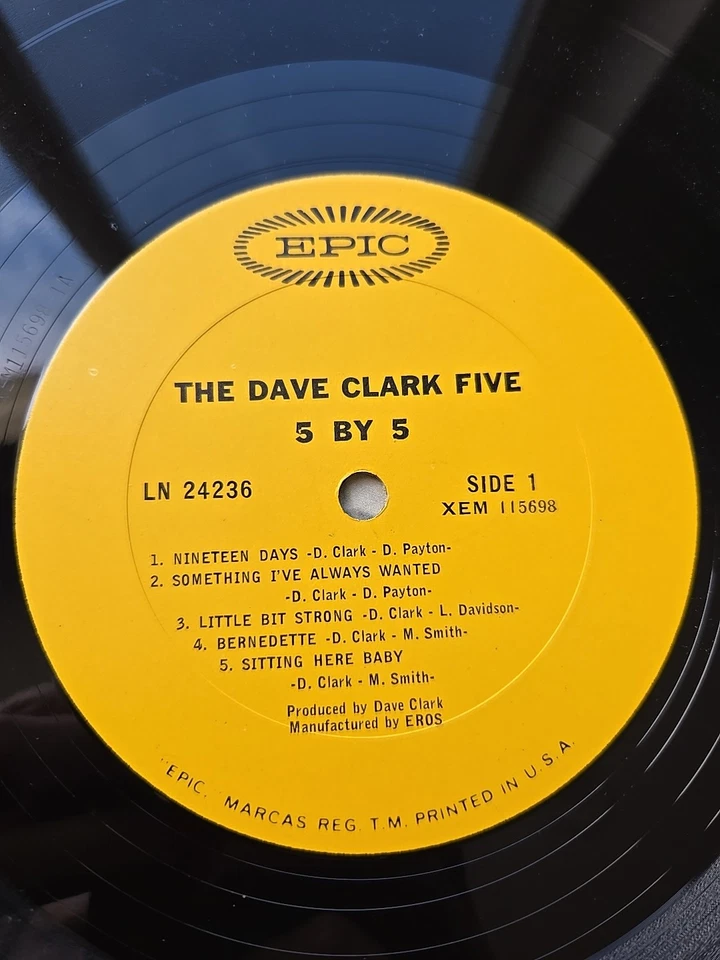 EPIC
THE DAVE CLARK FIVE
5 BY 5
LN 24236
SIDE 1
XEM 115698
1. NINETEEN DAYS -D. Clark - D. Payton-
2. SOMETHING I'VE ALWAYS WANTED
-D. Clark - D. Payton-
3. LITTLE BIT STRONG -D. Clark - L. Davidson-
4. BERNEDETTE -D. Clark - M. Smith-
5. SITTING HERE BABY
-D. Clark - M. Smith-
Produced by Dave Clark
Manufactured by EROS
"EPIC, MARCAS REG. T.M. PRINTED IN U.S.A.
1A